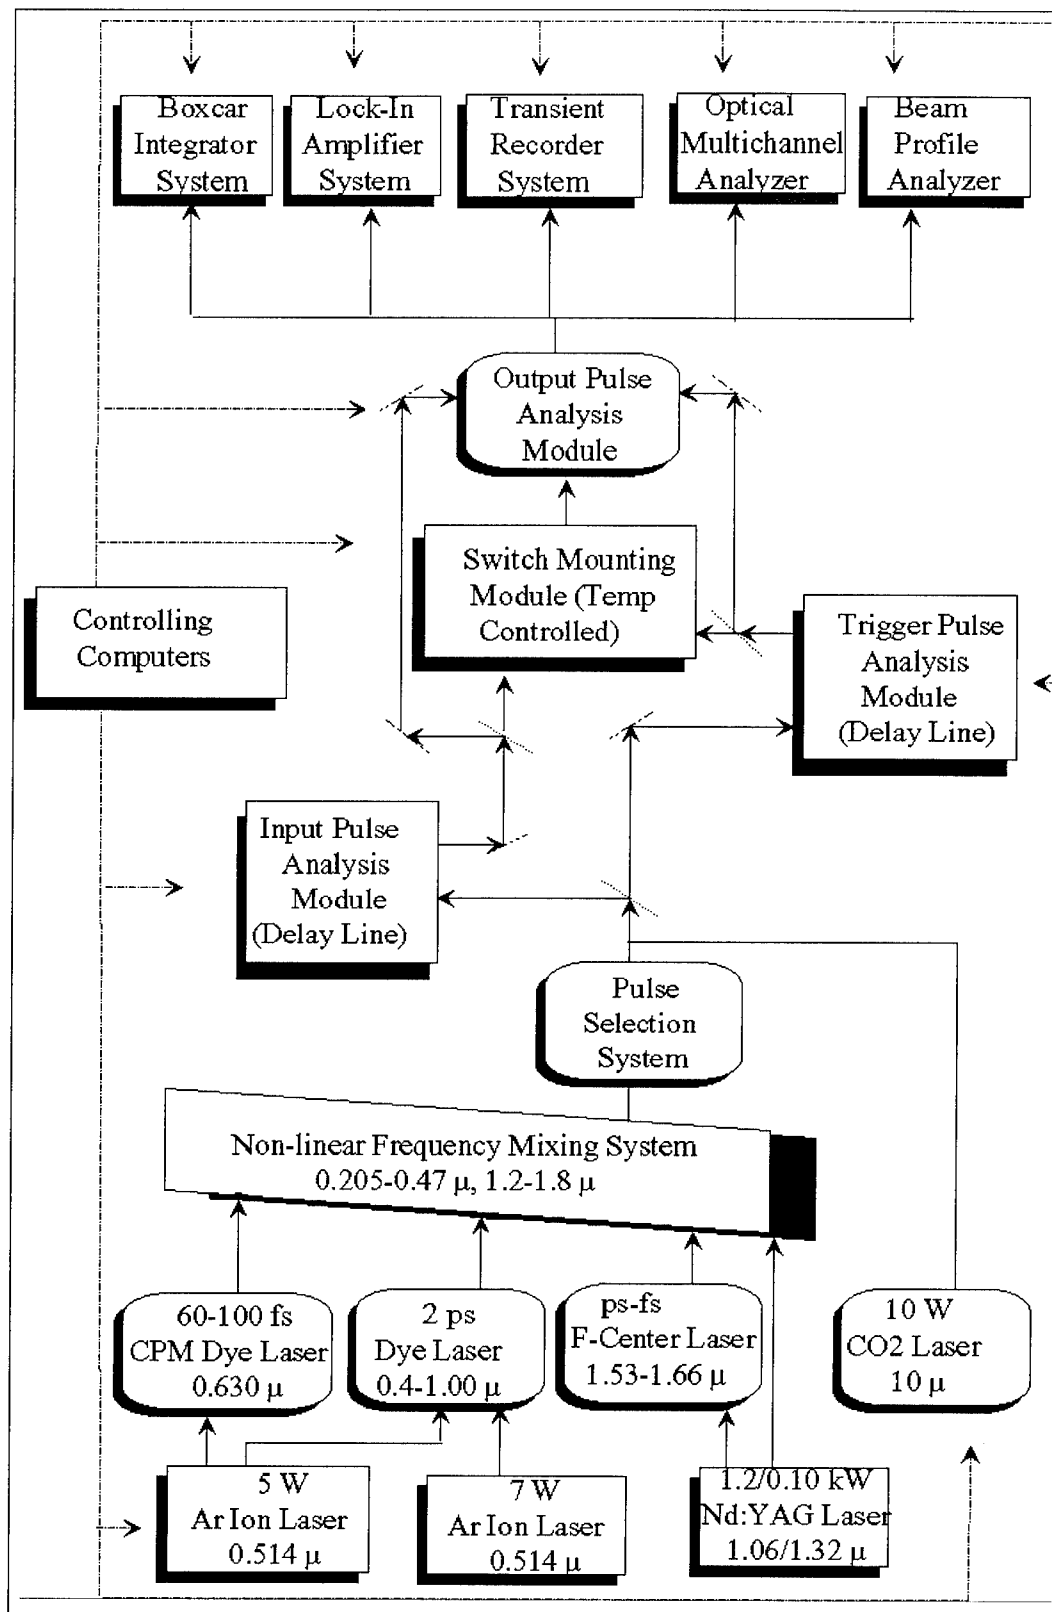 Boxcar
Integrator
System
Lock-In
Amplifier
System
Transient
Recorder
System
Optical
Multichannel
Analyzer
Beam
Profile
Analyzer
Output Pulse
Analysis
Module
Switch Mounting
Module (Temp
Controlled)
Controlling
Computers
Trigger Pulse
Analysis
Module
(Delay Line)
Input Pulse
Analysis
Module
(Delay Line)
Pulse
Selection
System
Non-linear Frequency Mixing System
0.205-0.47 μ, 1.2-1.8 μ
60-100 fs
CPM Dye Laser
0.630 μ
2 ps
Dye Laser
0.4-1.00 μ
ps-fs
F-Center Laser
1.53-1.66 μ
10 W
CO2 Laser
10 μ
5 W
Ar Ion Laser
0.514 μ
7 W
Ar Ion Laser
0.514 μ
1.2/0.10 kW
Nd:YAG Laser
1.06/1.32 μ